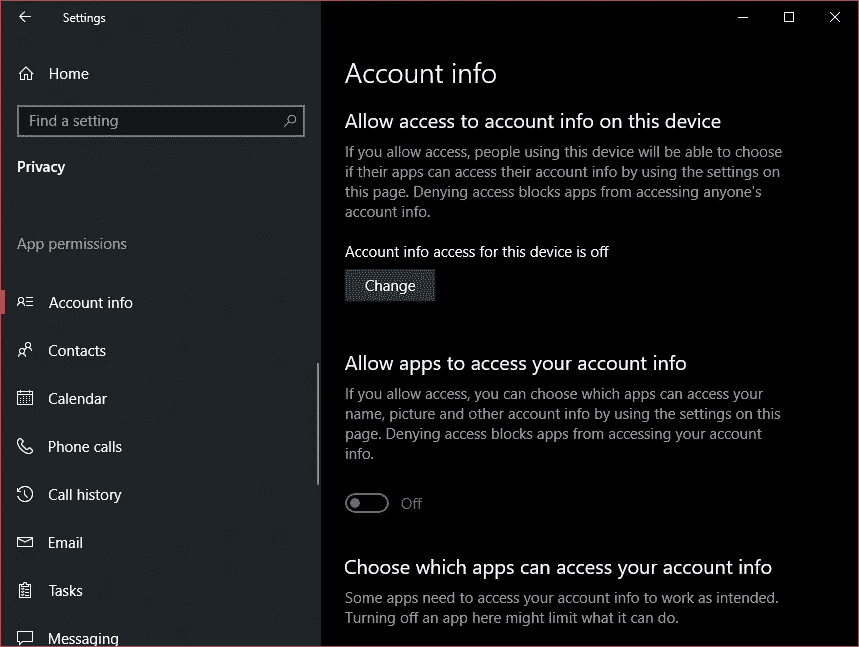 Settings
Home
Find a setting
Privacy
App permissions
Account info
Contacts
Calendar
Phone calls
Call history
Email
Tasks
Messaging
Account info
Allow access to account info on this device
If you allow access, people using this device will be able to choose
if their apps can access their account info by using the settings on
this page. Denying access blocks apps from accessing anyone's
account info.
Account info access for this device is off
Change
Allow apps to access your account info
If you allow access, you can choose which apps can access your
name, picture and other account info by using the settings on this
page. Denying access blocks apps from accessing your account
info.
Off
Choose which apps can access your account info
Some apps need to access your account info to work as intended.
Turning off an app here might limit what it can do.